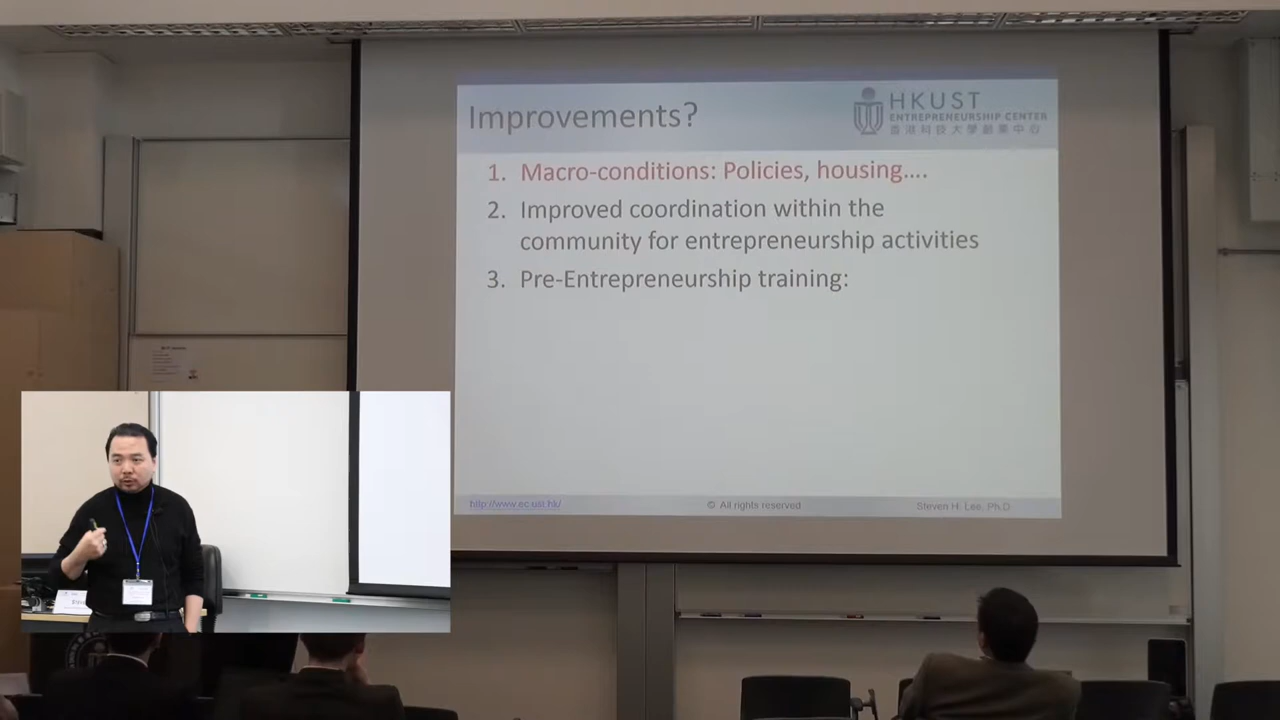 Improvements?
HKUST
ENTREPRENEURSHIP CENTER
香港科技大學創業中心
1. Macro-conditions: Policies, housing....
2. Improved coordination within the
community for entrepreneurship activities
3. Pre-Entrepreneurship training:
http://www.ec.ust.hk/
© All rights reserved
Steven H. Lee, Ph.D